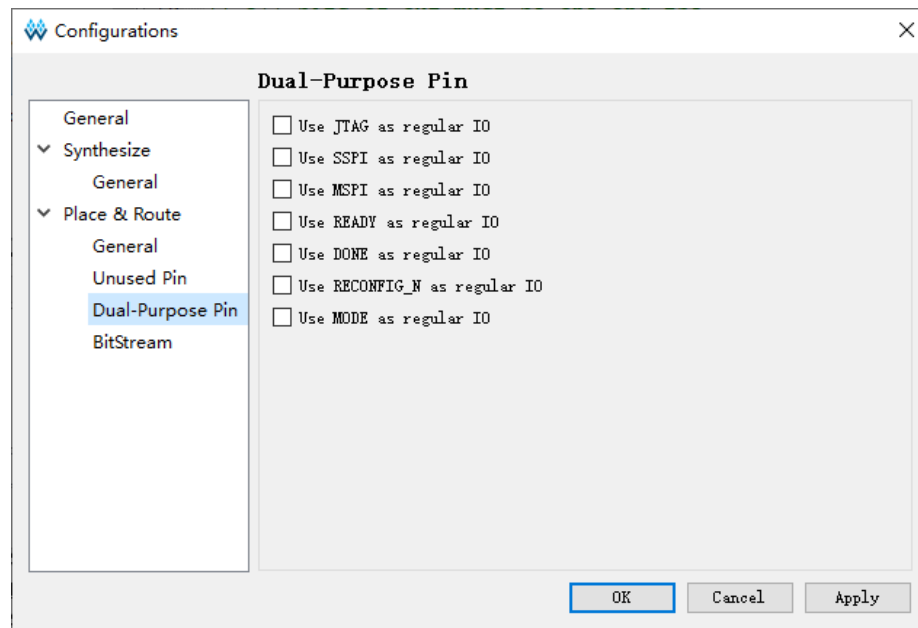 Configurations
Dual-Purpose Pin
General
Synthesize
General
Place & Route
General
Unused Pin
Dual-Purpose Pin
BitStream
Use JTAG as regular IO
Use SSPI as regular IO
Use MSPI as regular IO
Use READY as regular IO
Use DONE as regular IO
Use RECONFIG_N as regular IO
Use MODE as regular IO
OK
Cancel
Apply